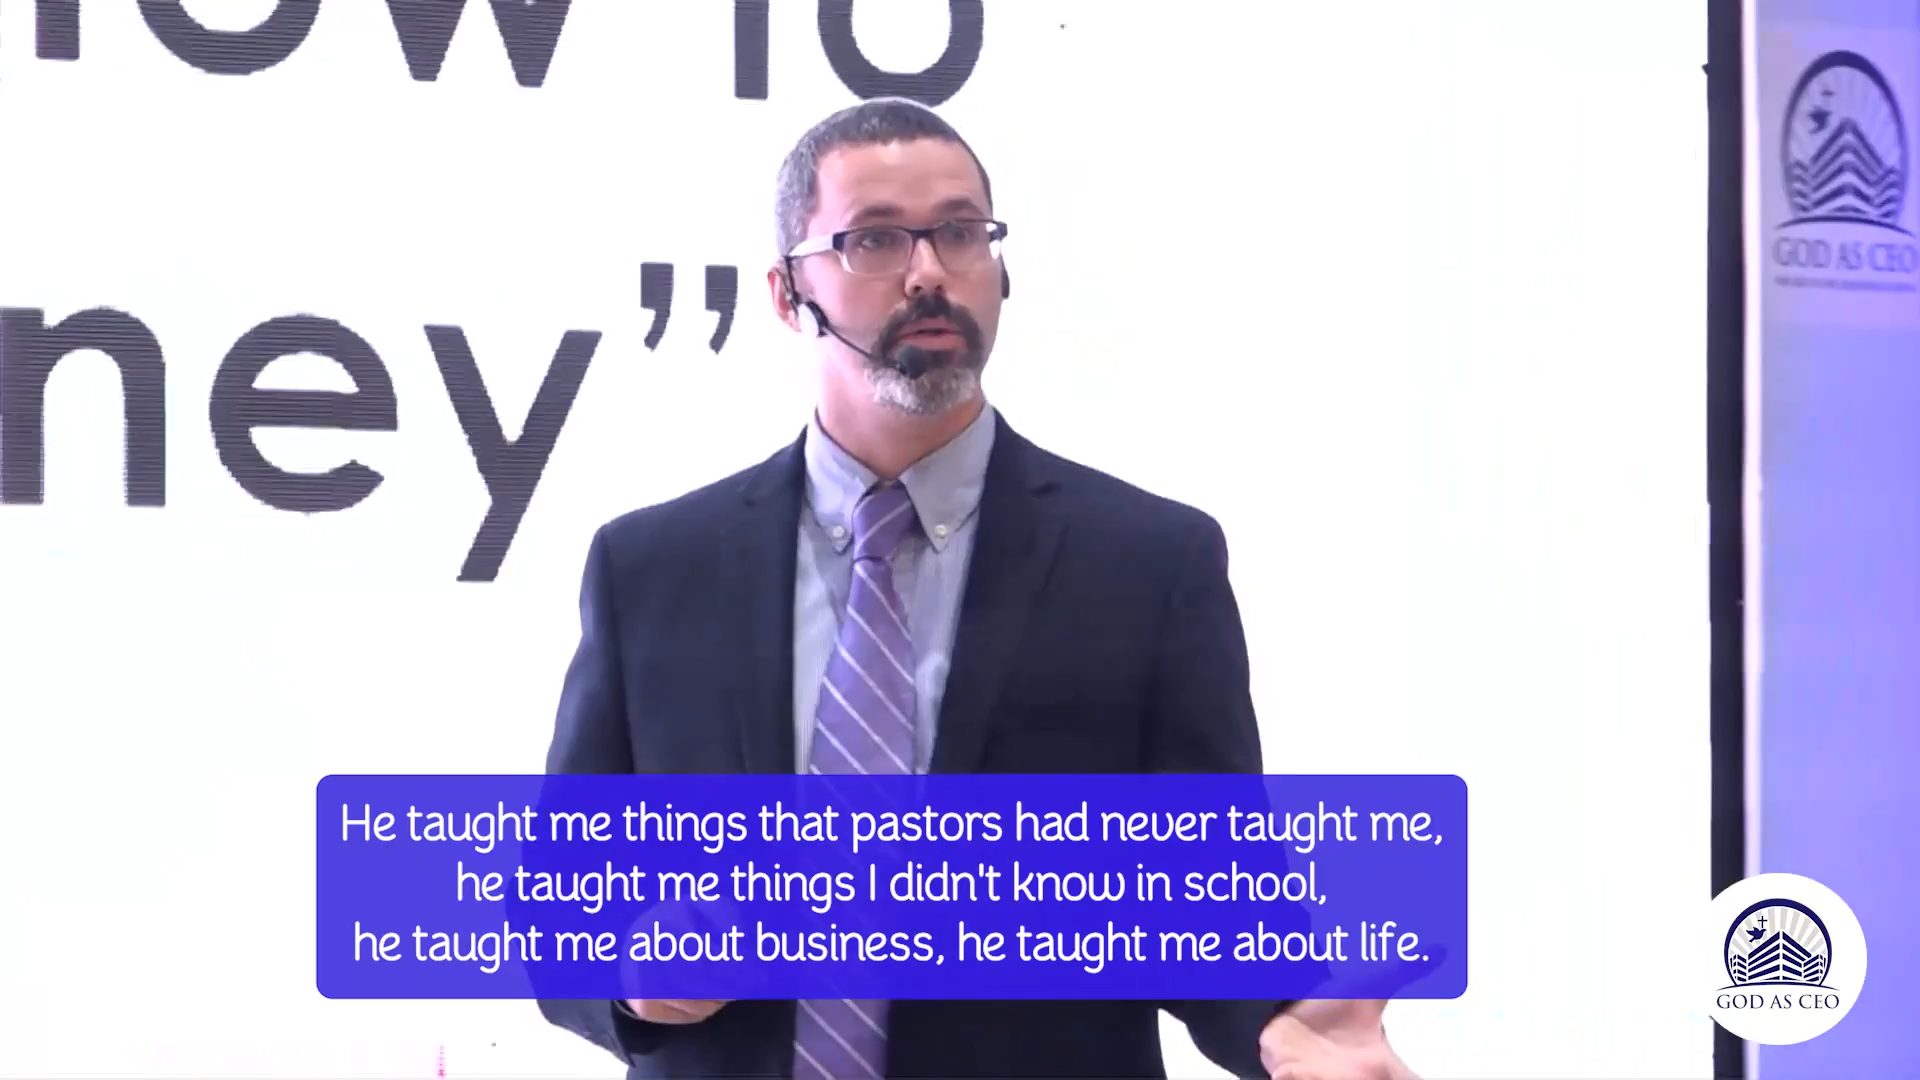 How to
ney”
GOD AS CEO
He taught me things that pastors had never taught me,
he taught me things I didn't know in school,
he taught me about business, he taught me about life.
GOD AS CEO